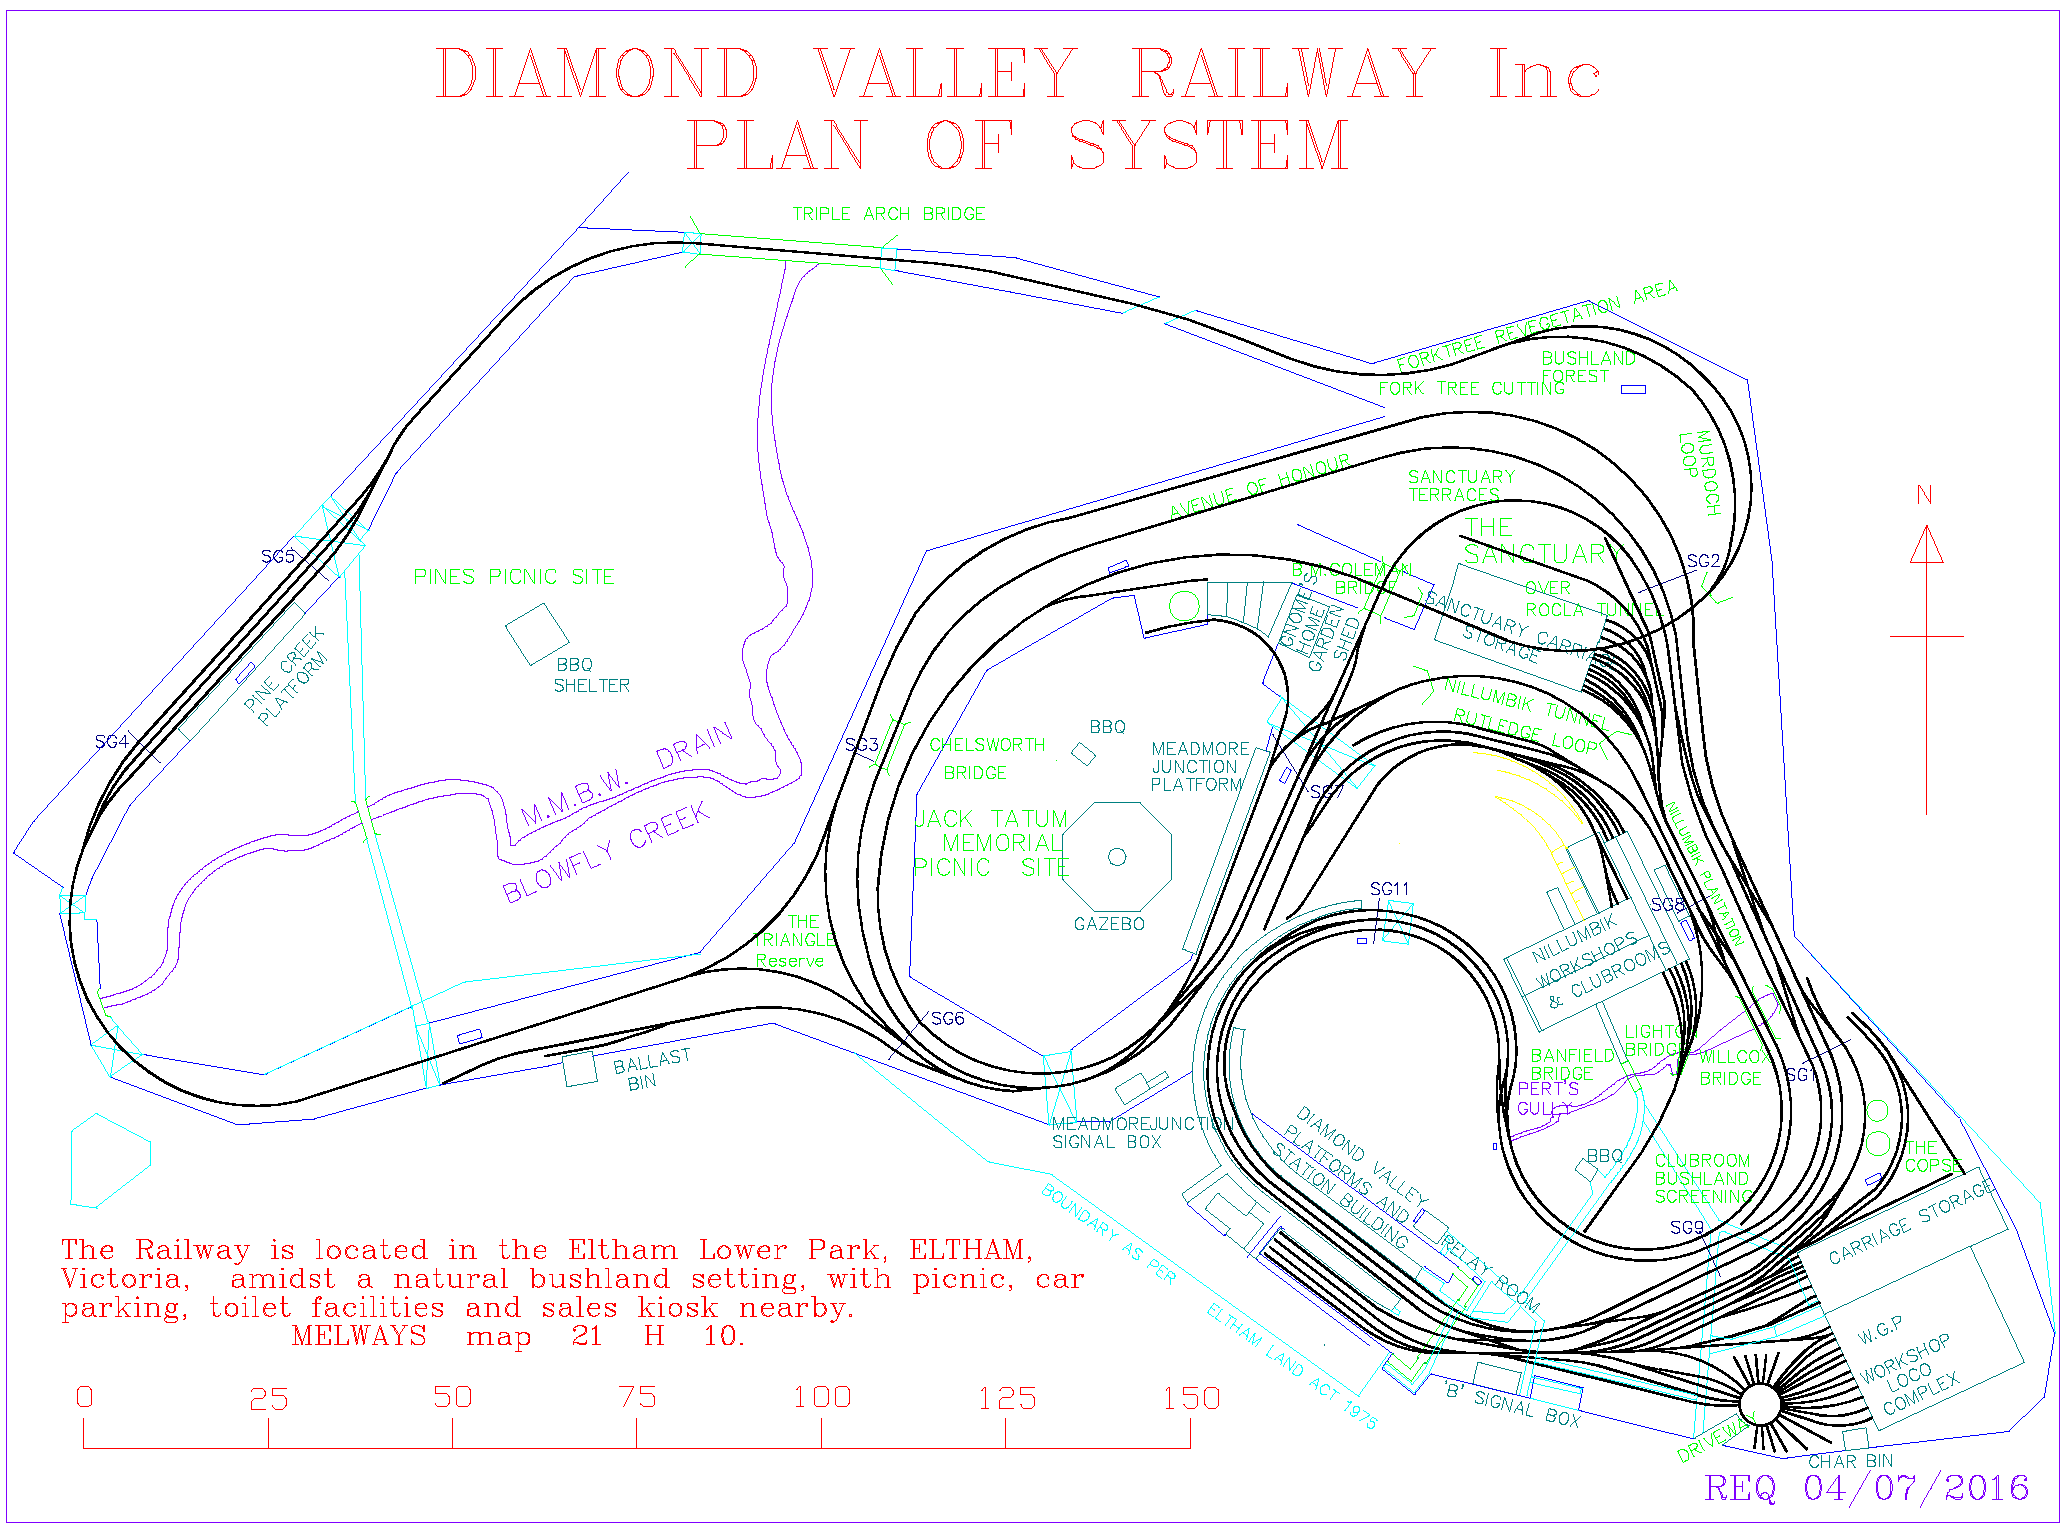 DIAMOND VALLEY RAILWAY Inc
PLAN OF SYSTEM
TRIPLE ARCH BRIDGE
FORKTREE REVEGETATION AREA
BUSHLAND
FOREST
FORK TREE CUTTING
MURDOCH
LOOP
AVENUE OF HONOUR
SANCTUARY
TERRACES
THE
SANCTUARY
N
SG5
SG2
PINES PICNIC SITE
B.M.COLEMAN
BRIDGE
OVER
ROCLA TUNNEL
SANCTUARY CARRIAGE
STORAGE
GNOME'S
HOME
GARDEN
SHED
BBQ
SHELTER
PINE CREEK
PLATFORM
NILLUMBIK TUNNEL
RUTLEDGE LOOP
SG4
SG3
M.M.B.W. DRAIN
BLOWFLY CREEK
CHELSWORTH
BRIDGE
BBQ
MEADMORE
JUNCTION
PLATFORM
SG7
JACK TATUM
MEMORIAL
PICNIC SITE
GAZEBO
NILLUMBIK PLANTATION
SG11
SG8
THE
TRIANGLE
Reserve
NILLUMBIK
WORKSHOPS
& CLUBROOMS
SG6
BALLAST
BIN
LIGHTON
BRIDGE
BANFIELD
BRIDGE
WILLCOX
BRIDGE
SG1
PERT'S
GULLY
MEADMOREJUNCTION
SIGNAL BOX
DIAMOND VALLEY
PLATFORMS AND
STATION BUILDING
BBQ
CLUBROOM
BUSHLAND
SCREENING
THE
COPSE
SG9
RELAY ROOM
CARRIAGE STORAGE
BOUNDARY AS PER
ELTHAM LAND ACT 1975
The Railway is located in the Eltham Lower Park, ELTHAM,
Victoria, amidst a natural bushland setting, with picnic, car
parking, toilet facilities and sales kiosk nearby.
MELWAYS map 21 H 10.
W.G.P
WORKSHOP
LOCO
COMPLEX
'B' SIGNAL BOX
DRIVEWAY
CHAR BIN
0 25 50 75 100 125 150
REQ 04/07/2016